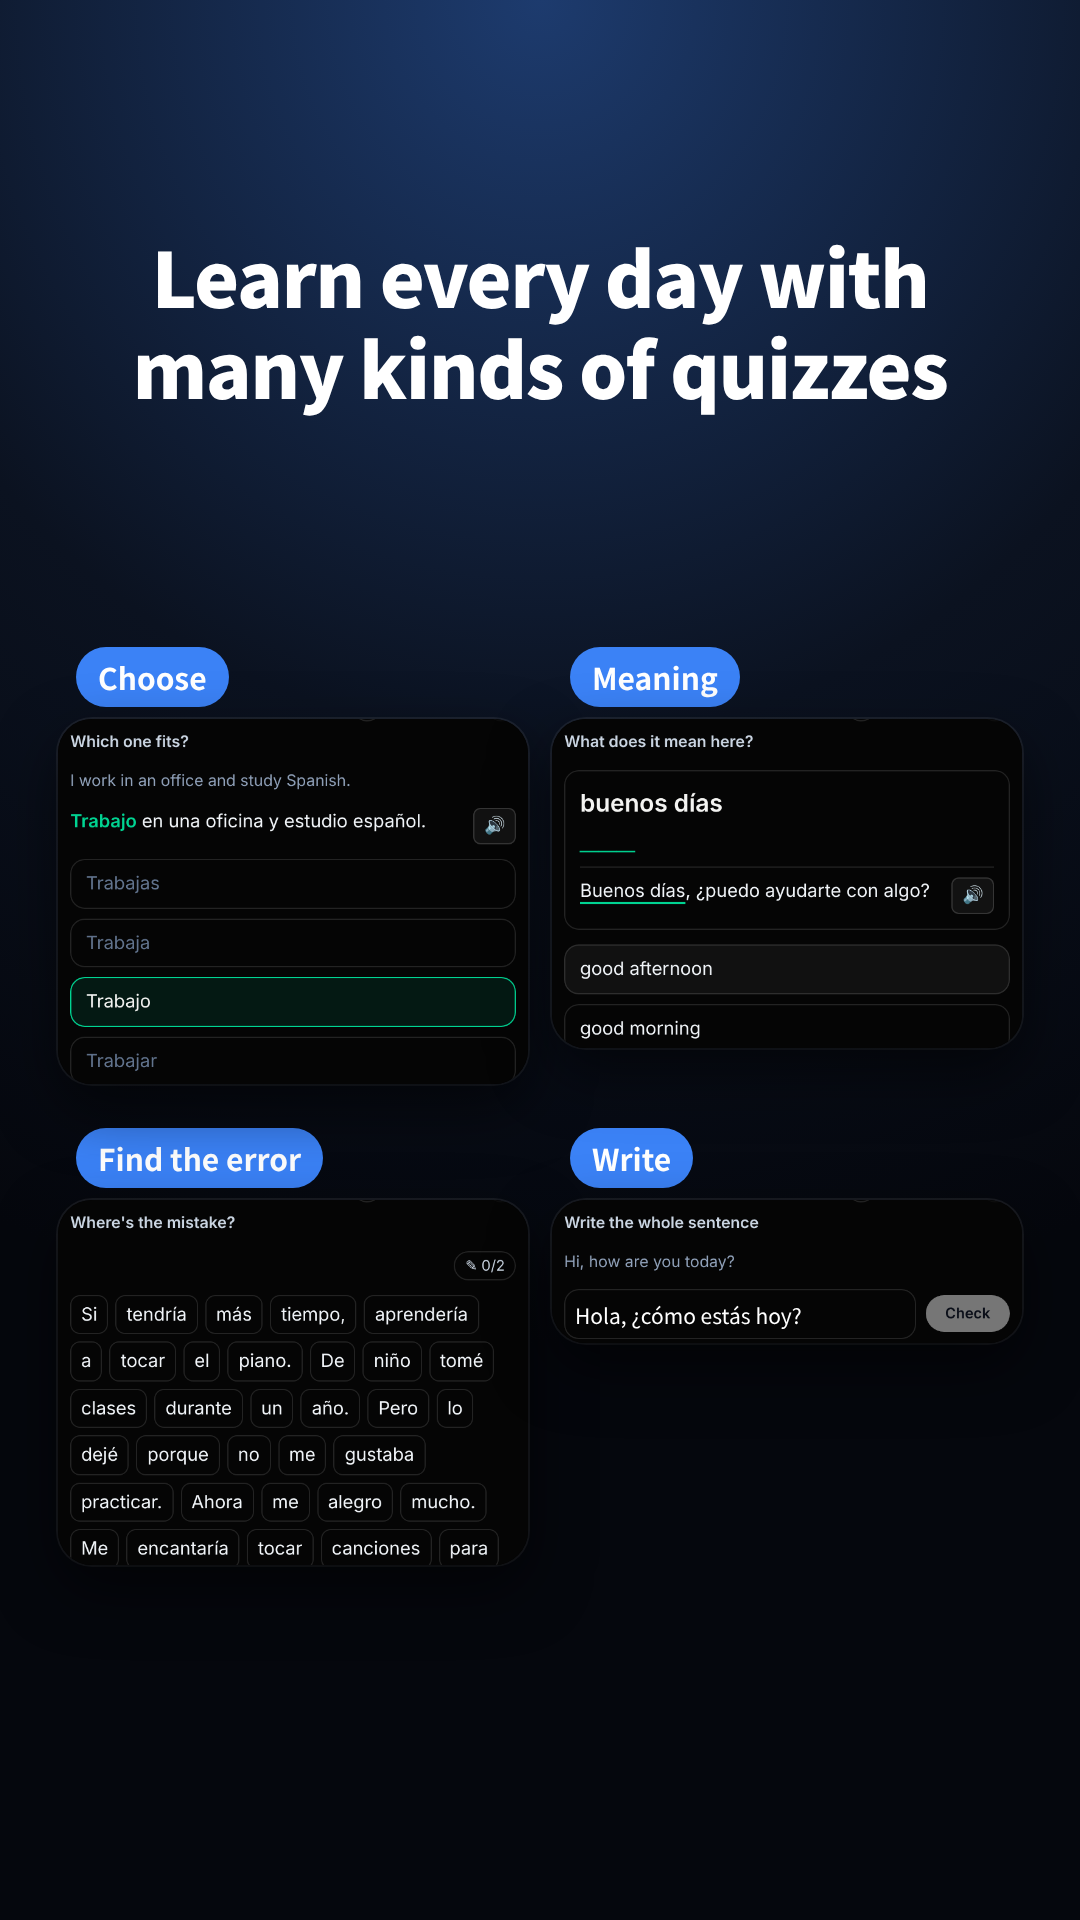 Learn every day with
many kinds of quizzes
Choose
Which one fits?
I work in an office and study Spanish.
Trabajo en una oficina y estudio español.
Trabajas
Traba​ja
Trabajo
Trabajar
Meaning
What does it mean here?
buenos días
Buenos días, ¿puedo ayudarte con algo?
good afternoon
good morning
Find the error
Where's the mistake?
✎ 0/2
Si tendría más tiempo, aprendería
a tocar el piano. De niño tomé
clases durante un año. Pero lo
dejé porque no me gustaba
practicar. Ahora me alegro mucho.
Me encantaría tocar canciones para
Write
Write the whole sentence
Hi, how are you today?
Hola, ¿cómo estás hoy?
Check